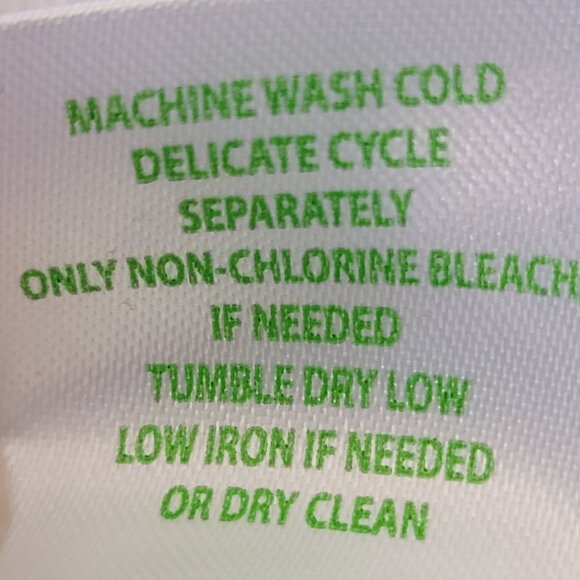 MACHINE WASH COLD
DELICATE CYCLE
SEPARATELY
ONLY NON-CHLORINE BLEACH
IF NEEDED
TUMBLE DRY LOW
LOW IRON IF NEEDED
OR DRY CLEAN